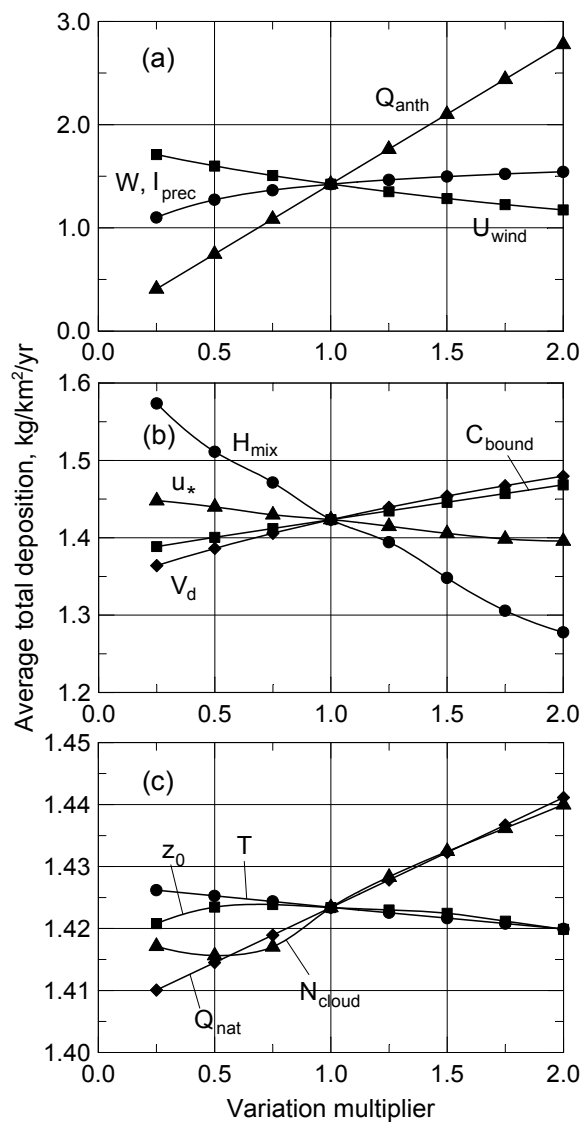 Average total deposition, kg/km²/yr
(a)
3.0
2.0
1.0
0.0
Q_anth
W, I_prec
U_wind
0.0 0.5 1.0 1.5 2.0
(b)
1.6
1.5
1.4
1.3
1.2
H_mix
C_bound
u_*
V_d
0.0 0.5 1.0 1.5 2.0
(c)
1.45
1.44
1.43
1.42
1.41
1.40
z_0
T
N_cloud
Q_nat
0.0 0.5 1.0 1.5 2.0
Variation multiplier